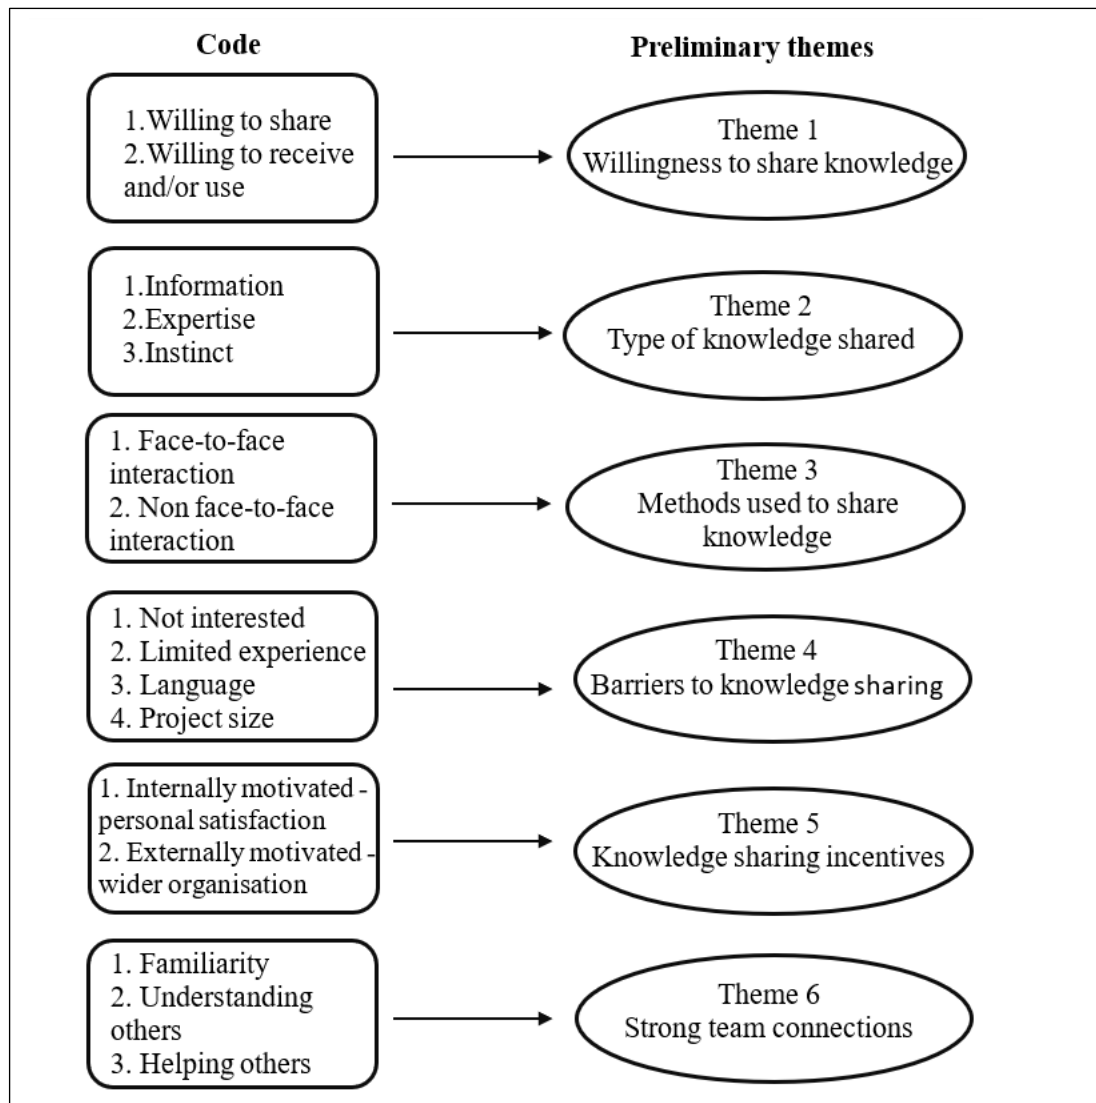 Code
Preliminary themes
1.Willing to share
2.Willing to receive
and/or use
Theme 1
Willingness to share knowledge
1.Information
2.Expertise
3.Instinct
Theme 2
Type of knowledge shared
1. Face-to-face
interaction
2. Non face-to-face
interaction
Theme 3
Methods used to share
knowledge
1. Not interested
2. Limited experience
3. Language
4. Project size
Theme 4
Barriers to knowledge sharing
1. Internally motivated -
personal satisfaction
2. Externally motivated -
wider organisation
Theme 5
Knowledge sharing incentives
1. Familiarity
2. Understanding
others
3. Helping others
Theme 6
Strong team connections